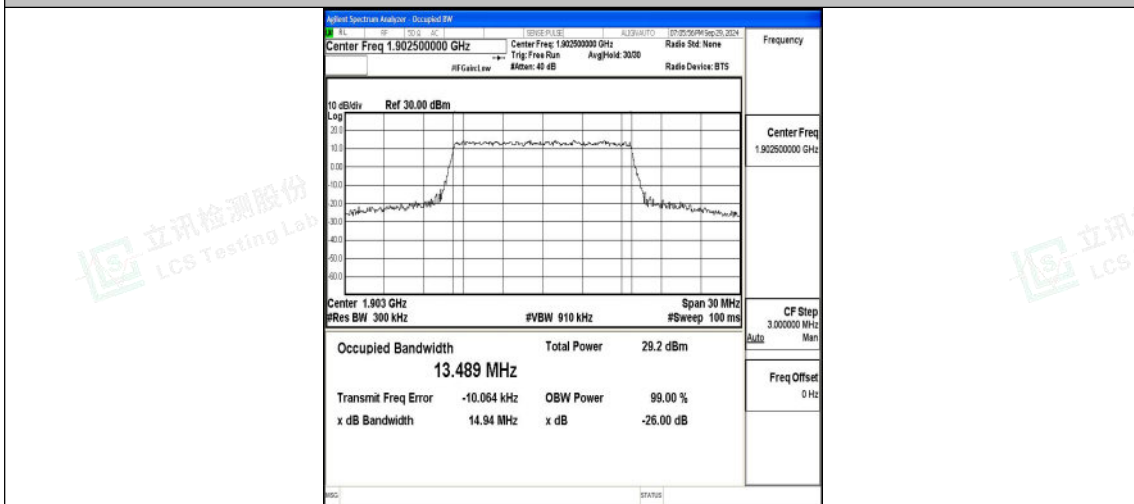 Agilent Spectrum Analyzer - Occupied BW
RL RF 50 Ω AC SENSE:PULSE ALIGNAUTO 07:05:56PM Sep 29, 2024
Center Freq 1.902500000 GHz
Center Freq: 1.902500000 GHz
Radio Std: None
Trig: Free Run Avg|Hold: 30/30
#IFGain:Low #Atten: 40 dB
Radio Device: BTS
Frequency
10 dB/div Ref 30.00 dBm
Log
20.0
10.0
0.00
-10.0
-20.0
-30.0
-40.0
-50.0
-60.0
Center 1.903 GHz Span 30 MHz
#Res BW 300 kHz #VBW 910 kHz #Sweep 100 ms
Occupied Bandwidth Total Power 29.2 dBm
13.489 MHz
Transmit Freq Error -10.064 kHz OBW Power 99.00 %
x dB Bandwidth 14.94 MHz x dB -26.00 dB
Center Freq
1.902500000 GHz
CF Step
3.000000 MHz
Auto Man
Freq Offset
0 Hz
MSG STATUS
立讯检测股份
LCS Testing Lab
立讯
LCS